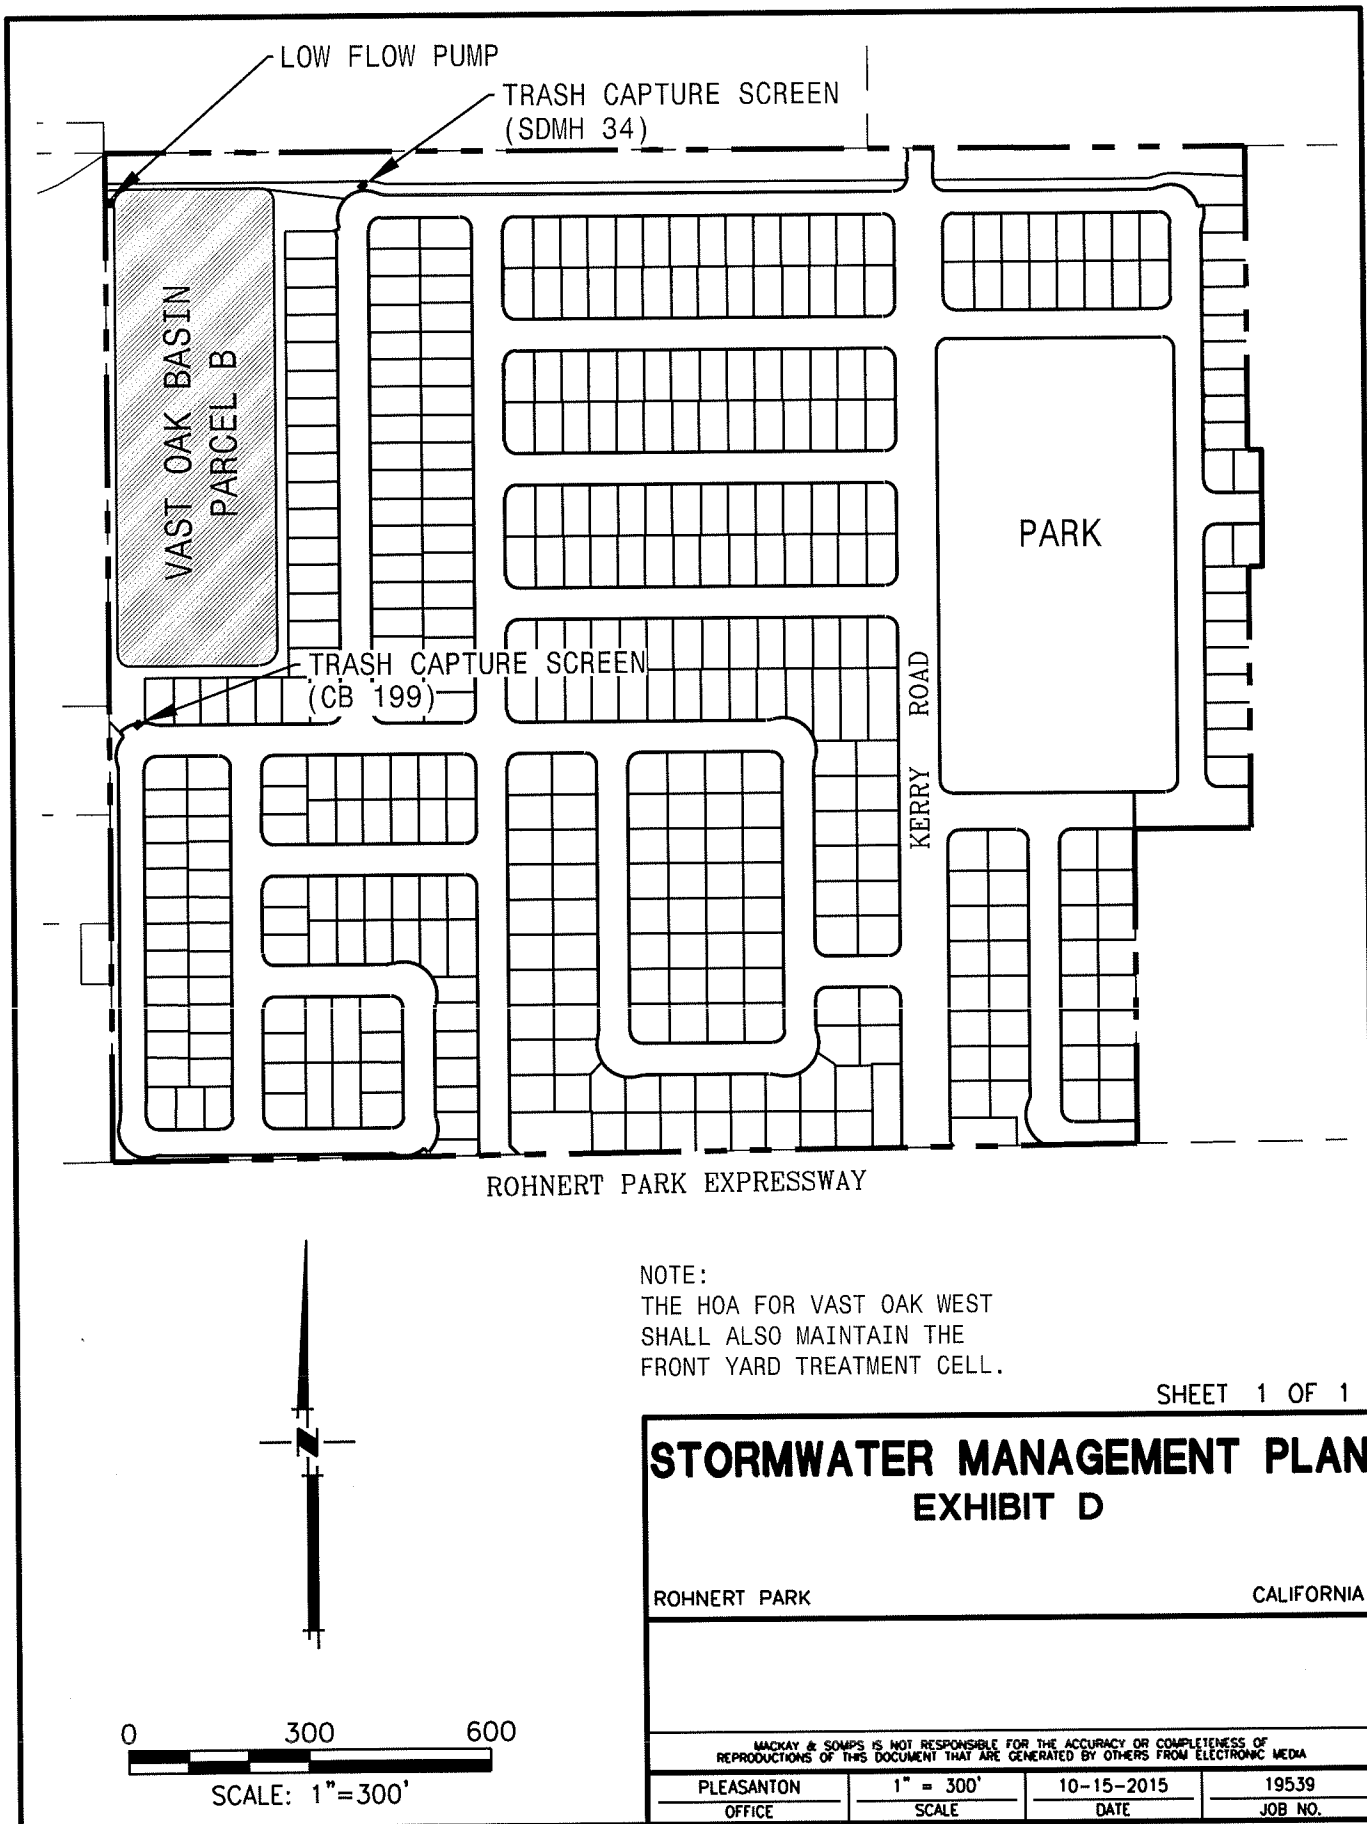 LOW FLOW PUMP
TRASH CAPTURE SCREEN
(SDMH 34)
VAST OAK BASIN
PARCEL B
PARK
TRASH CAPTURE SCREEN
(CB 199)
KERRY ROAD
ROHNERT PARK EXPRESSWAY
NOTE:
THE HOA FOR VAST OAK WEST
SHALL ALSO MAINTAIN THE
FRONT YARD TREATMENT CELL.
SHEET 1 OF 1
STORMWATER MANAGEMENT PLAN
EXHIBIT D
ROHNERT PARK CALIFORNIA
Z
0 300 600
SCALE: 1"=300'
MACKAY & SOMPS IS NOT RESPONSIBLE FOR THE ACCURACY OR COMPLETENESS OF
REPRODUCTIONS OF THIS DOCUMENT THAT ARE GENERATED BY OTHERS FROM ELECTRONIC MEDIA
PLEASANTON 1" = 300' 10-15-2015 19539
OFFICE SCALE DATE JOB NO.